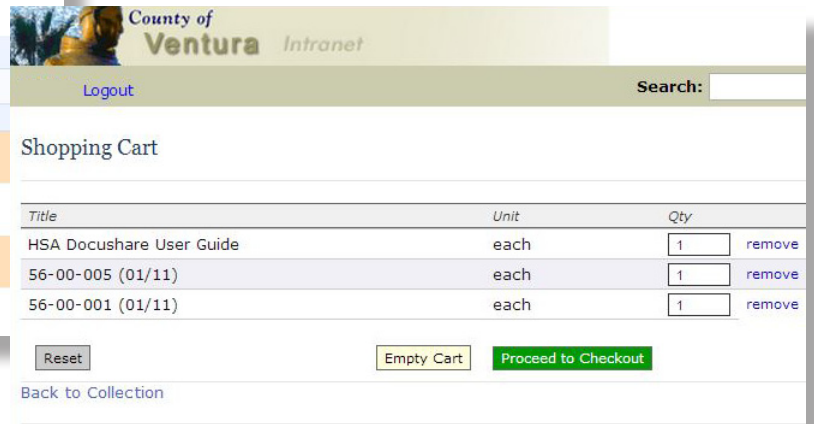 County of
Ventura Intranet
Logout Search:
Shopping Cart
Title Unit Qty
HSA Docushare User Guide each 1 remove
56-00-005 (01/11) each 1 remove
56-00-001 (01/11) each 1 remove
Reset Empty Cart Proceed to Checkout
Back to Collection